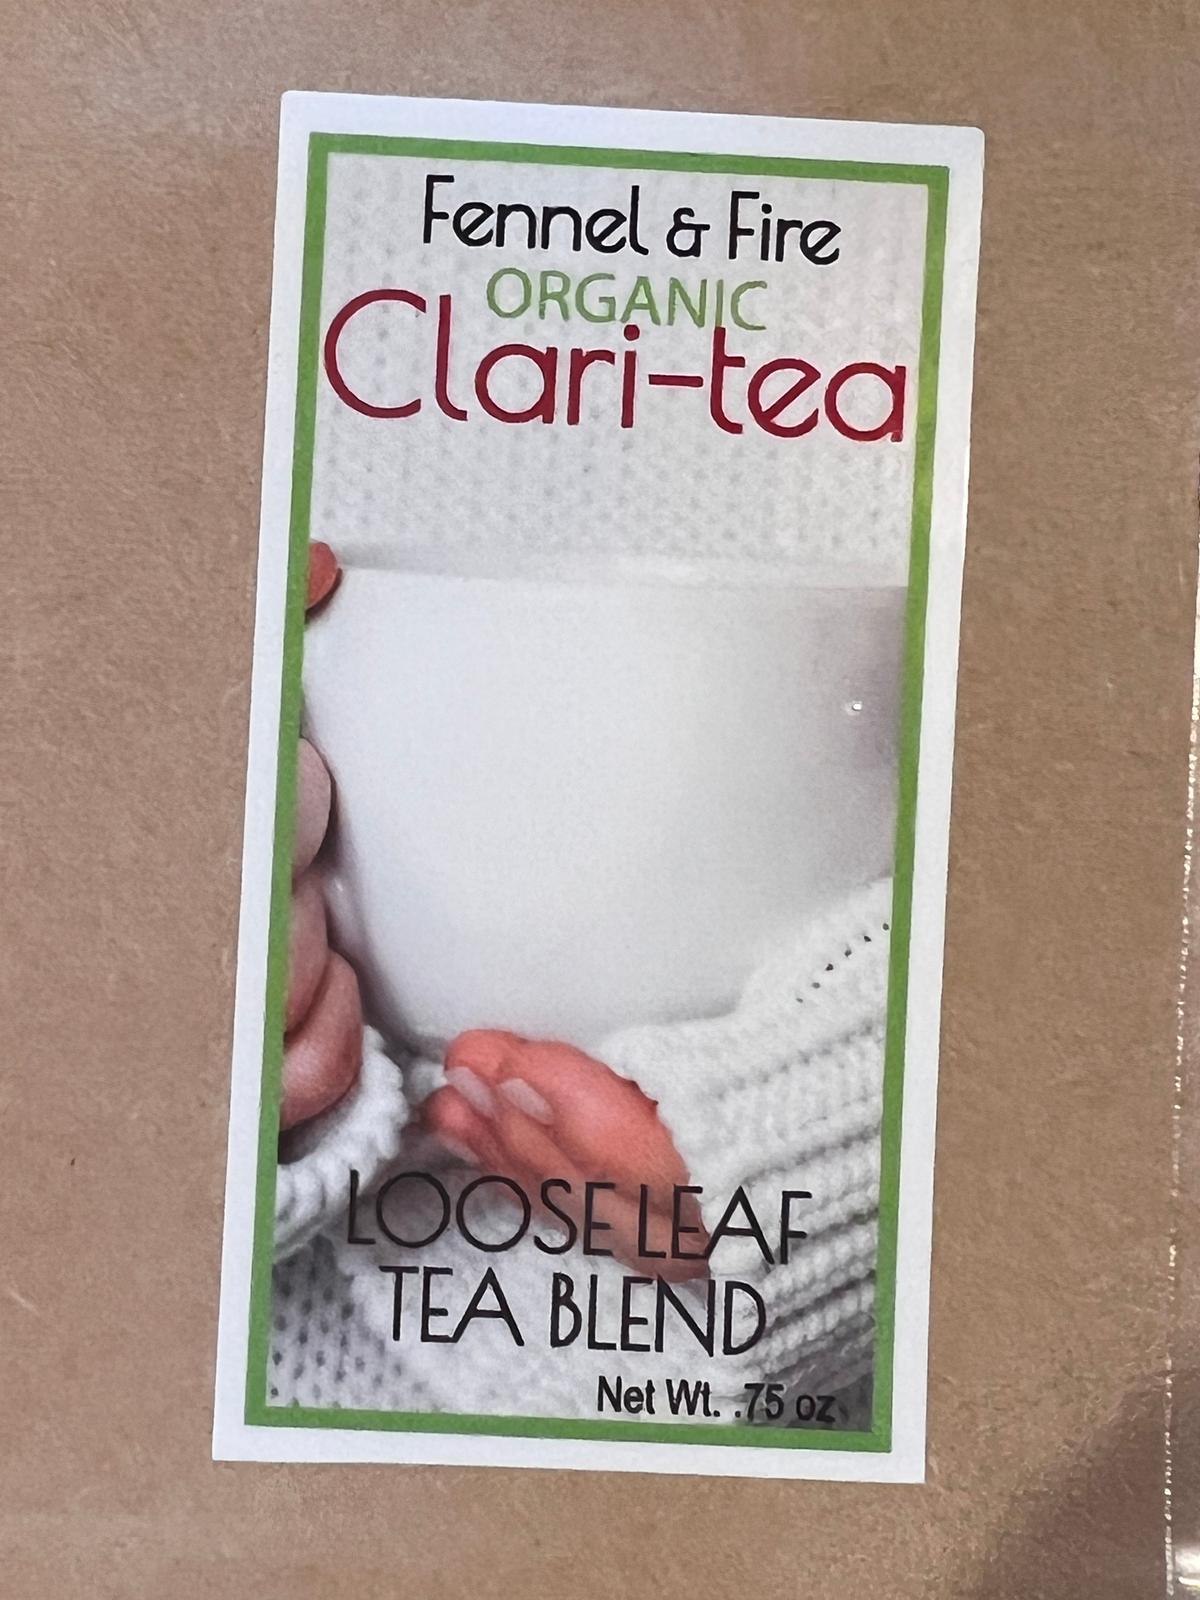 Fennel & Fire
ORGANIC
Clari-tea
LOOSE LEAF
TEA BLEND
Net Wt. .75 oz